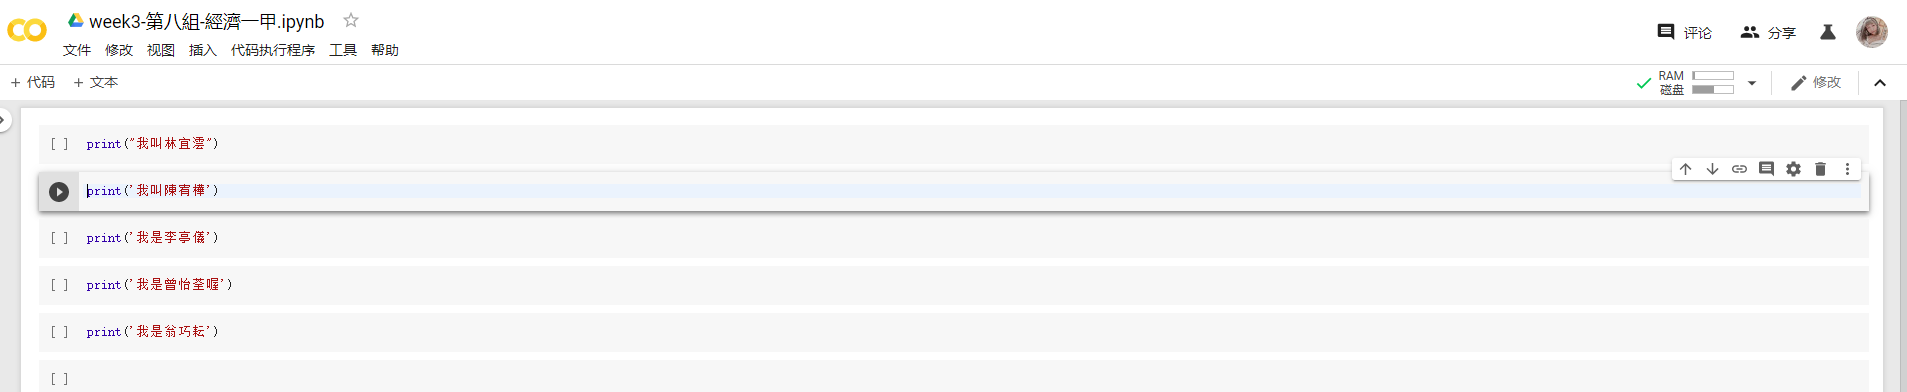 week3-第八組-經濟一甲.ipynb
文件 修改 视图 插入 代码执行程序 工具 帮助
评论 分享
+ 代码 + 文本
RAM
磁盘
修改
[ ] print("我叫林宜澐")
print('我叫陳宥樺')
[ ] print('我是李亭儀')
[ ] print('我是曾怡荃喔')
[ ] print('我是翁巧耘')
[ ]